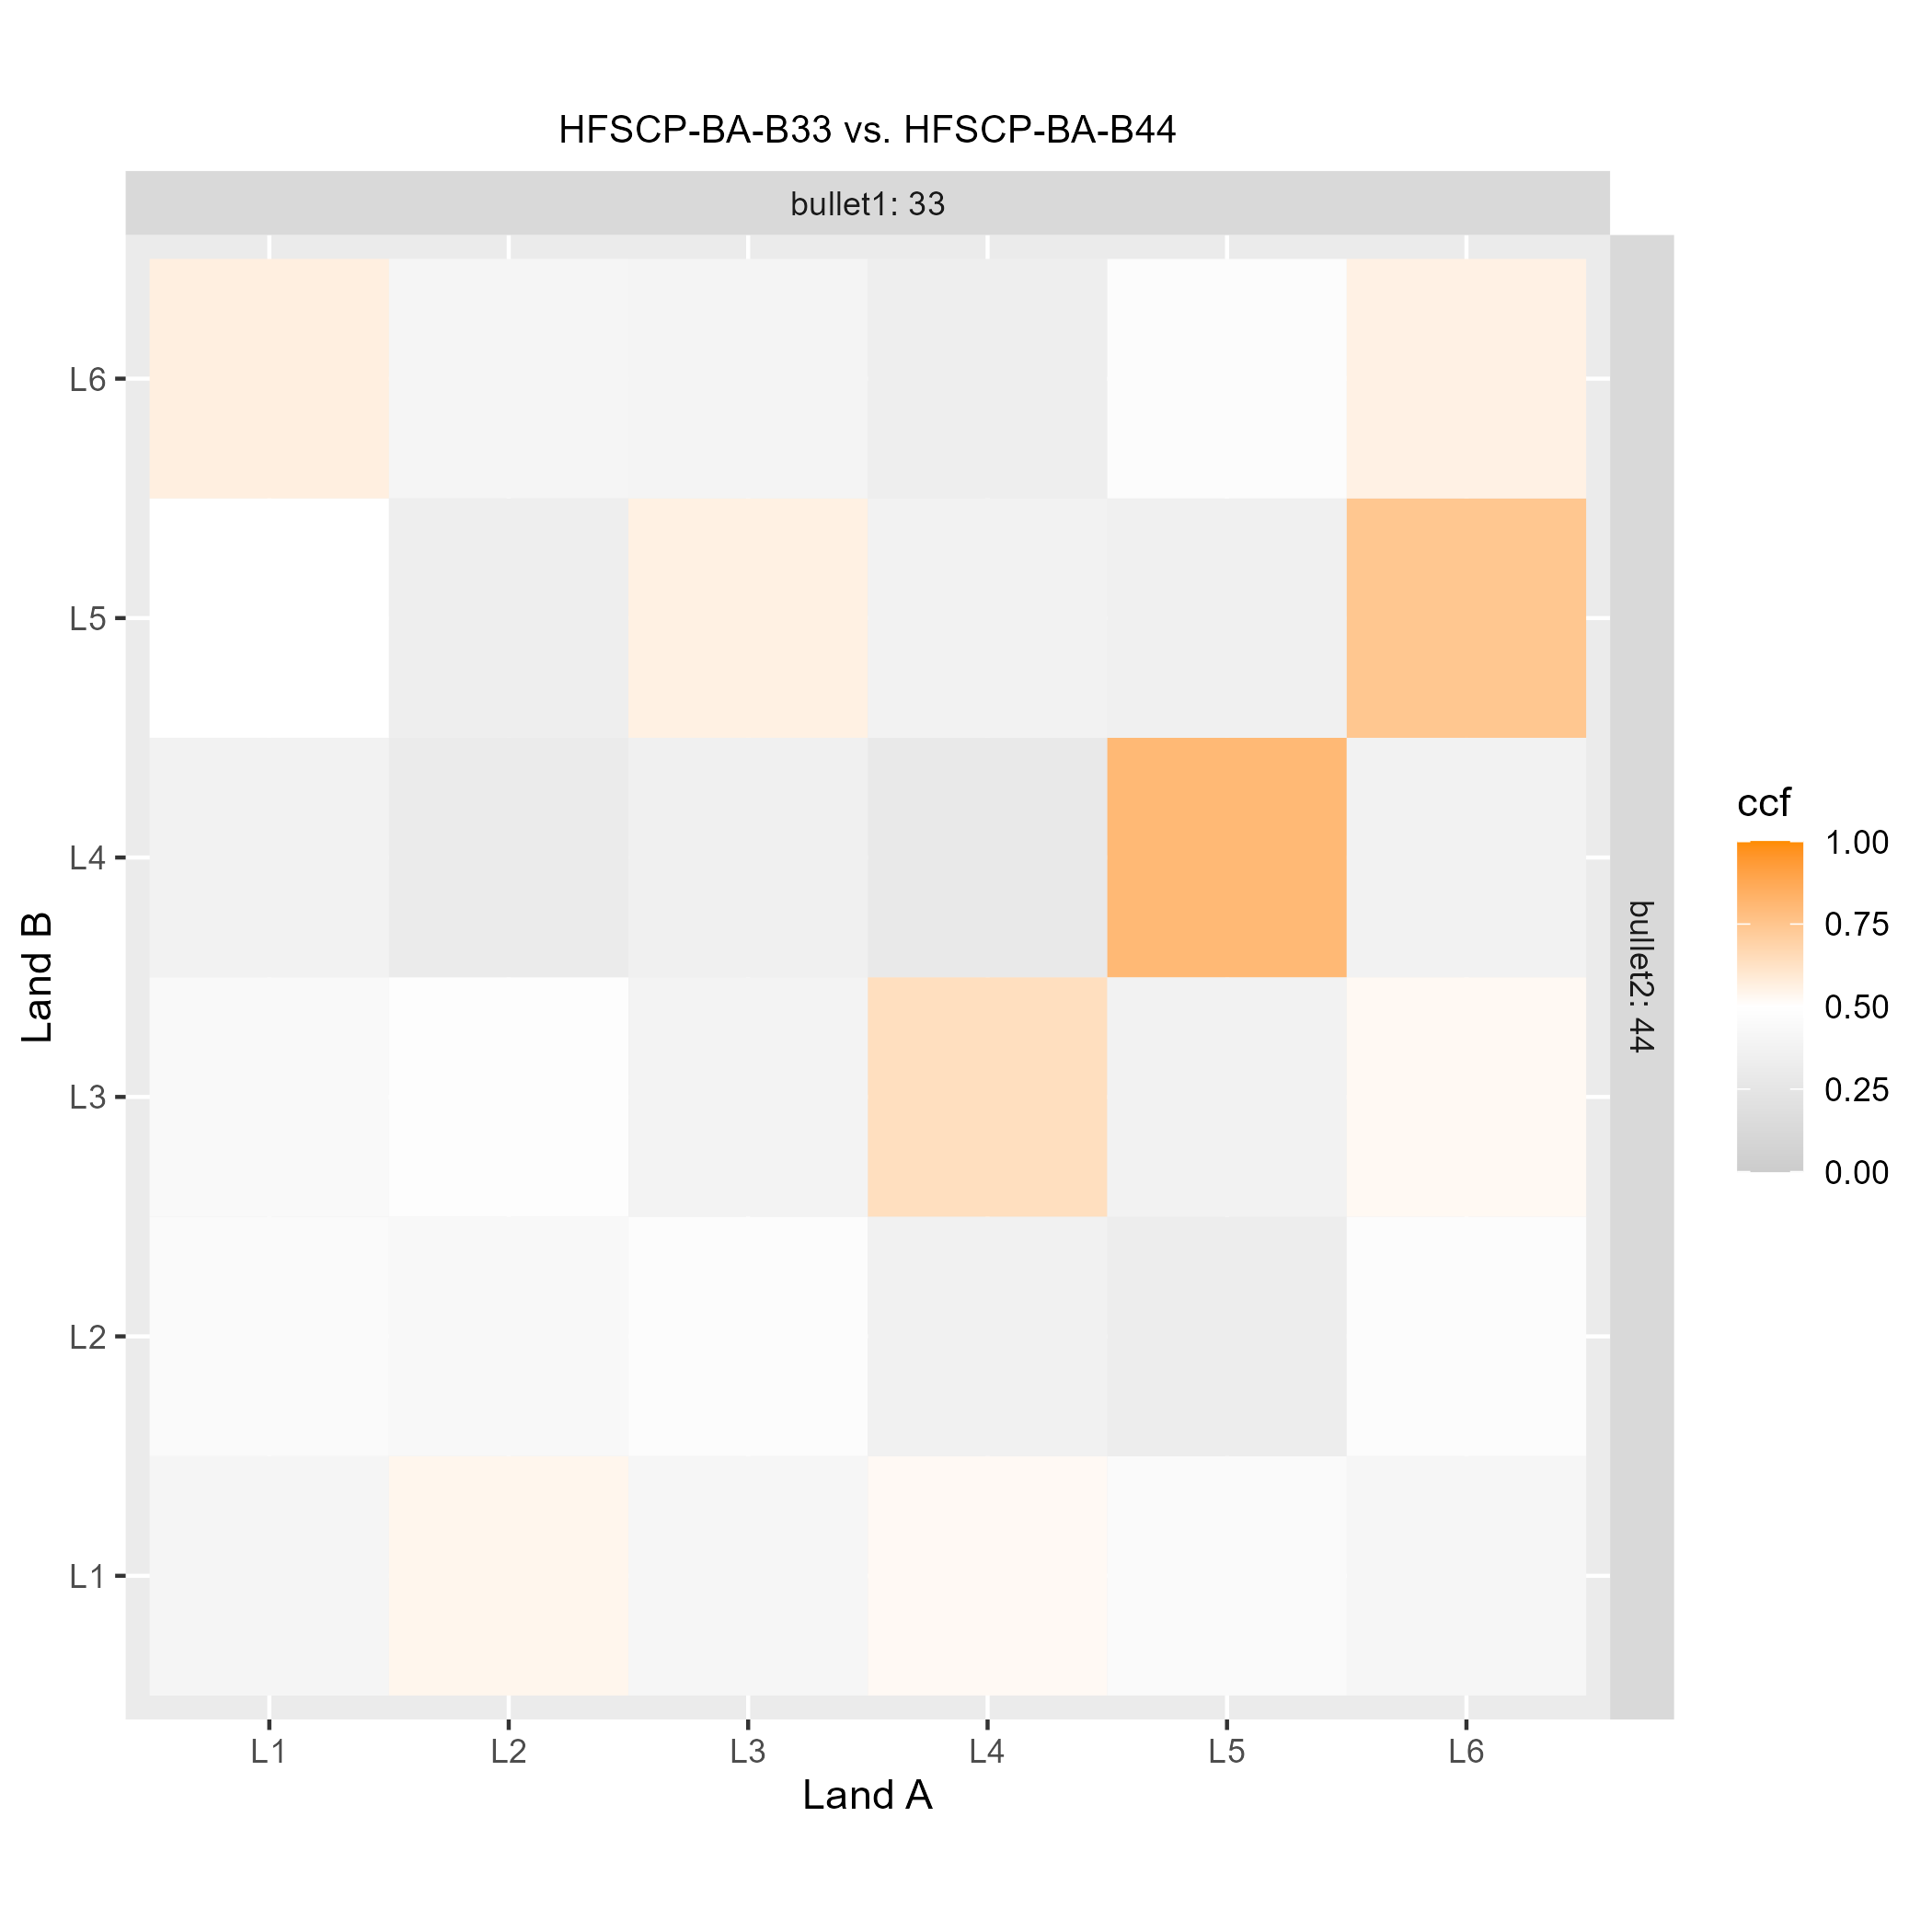 HFSCP-BA-B33 vs. HFSCP-BA-B44
bullet1: 33
L6
L5
L4
L3
L2
L1
Land B
bullet2: 44
L1 L2 L3 L4 L5 L6
Land A
ccf
1.00
0.75
0.50
0.25
0.00